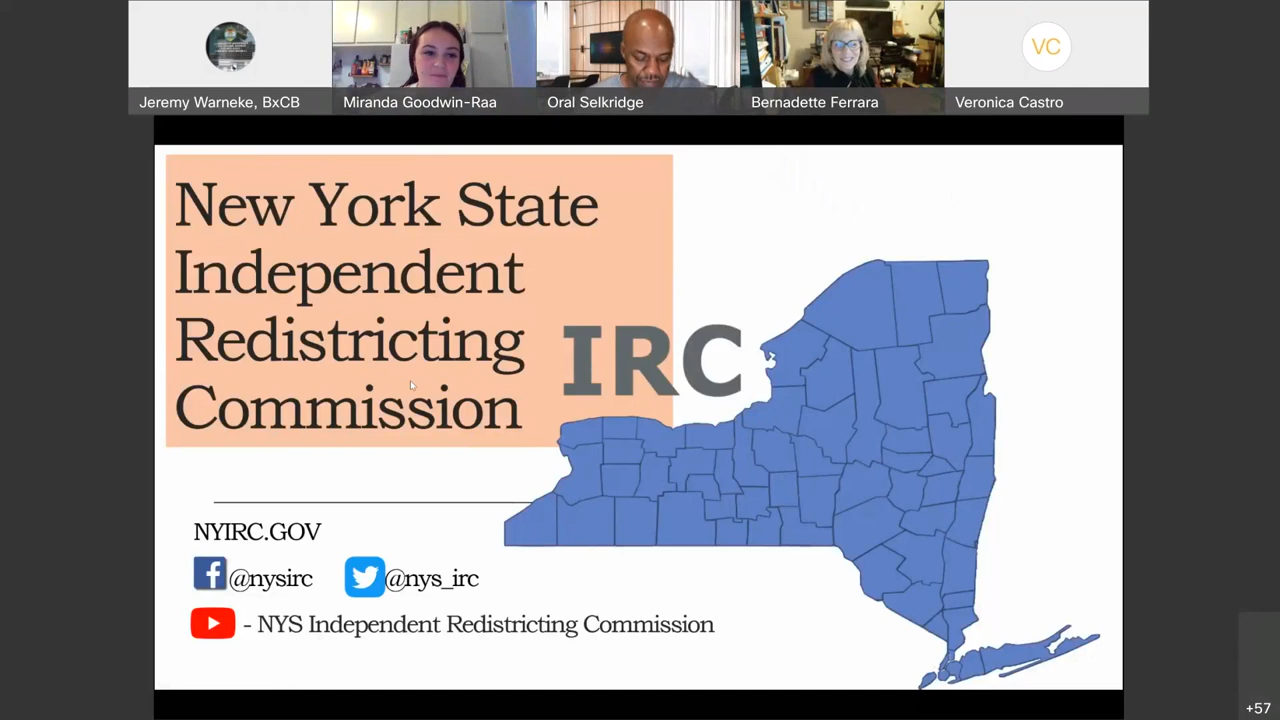 Jeremy Warneke, BxCB
Miranda Goodwin-Raa
Oral Selkridge
Bernadette Ferrara
VC
Veronica Castro
New York State
Independent
Redistricting
Commission
IRC
NYIRC.GOV
@nysirc
@nys_irc
- NYS Independent Redistricting Commission
+57